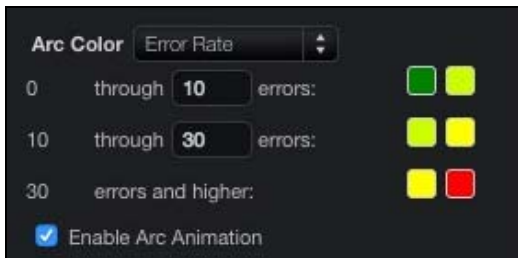 Arc Color Error Rate
0 through 10 errors:
10 through 30 errors:
30 errors and higher:
Enable Arc Animation